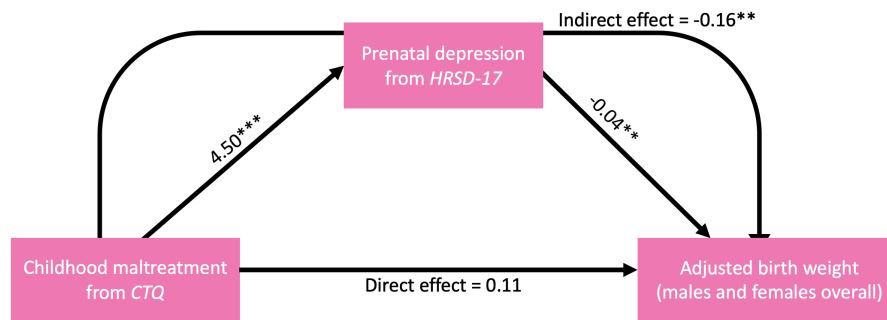 Indirect effect = -0.16**
Prenatal depression
from HRSD-17
4.50***
-0.04**
Childhood maltreatment
from CTQ
Direct effect = 0.11
Adjusted birth weight
(males and females overall)